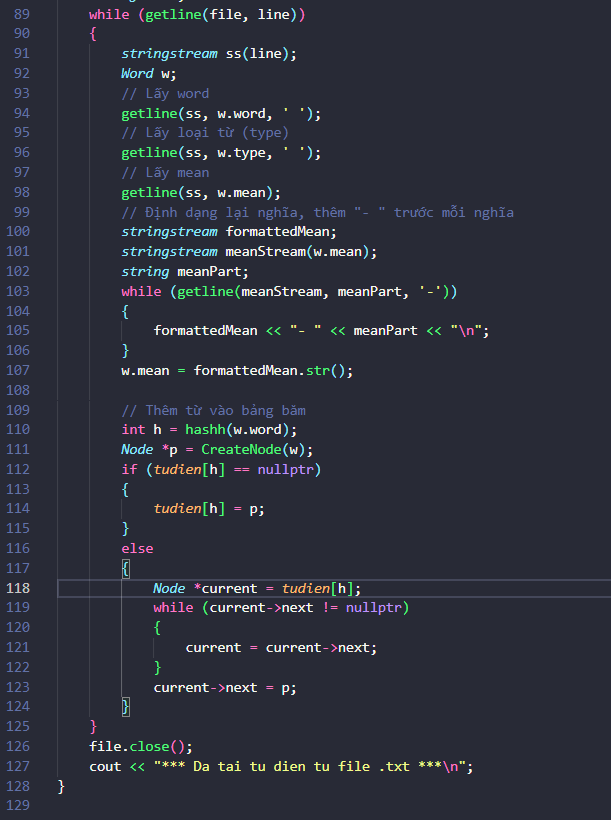 89 while (getline(file, line))
90 {
91 stringstream ss(line);
92 Word w;
93 // Lấy word
94 getline(ss, w.word, ' ');
95 // Lấy loại từ (type)
96 getline(ss, w.type, ' ');
97 // Lấy mean
98 getline(ss, w.mean);
99 // Định dạng lại nghĩa, thêm "- " trước mỗi nghĩa
100 stringstream formattedMean;
101 stringstream meanStream(w.mean);
102 string meanPart;
103 while (getline(meanStream, meanPart, '-'))
104 {
105 formattedMean << "- " << meanPart << "\n";
106 }
107 w.mean = formattedMean.str();
108
109 // Thêm từ vào bảng băm
110 int h = hashh(w.word);
111 Node *p = CreateNode(w);
112 if (tudien[h] == nullptr)
113 {
114 tudien[h] = p;
115 }
116 else
117 {
118 Node *current = tudien[h];
119 while (current->next != nullptr)
120 {
121 current = current->next;
122 }
123 current->next = p;
124 }
125 }
126 file.close();
127 cout << "*** Da tai tu dien tu file .txt ***\n";
128 }
129